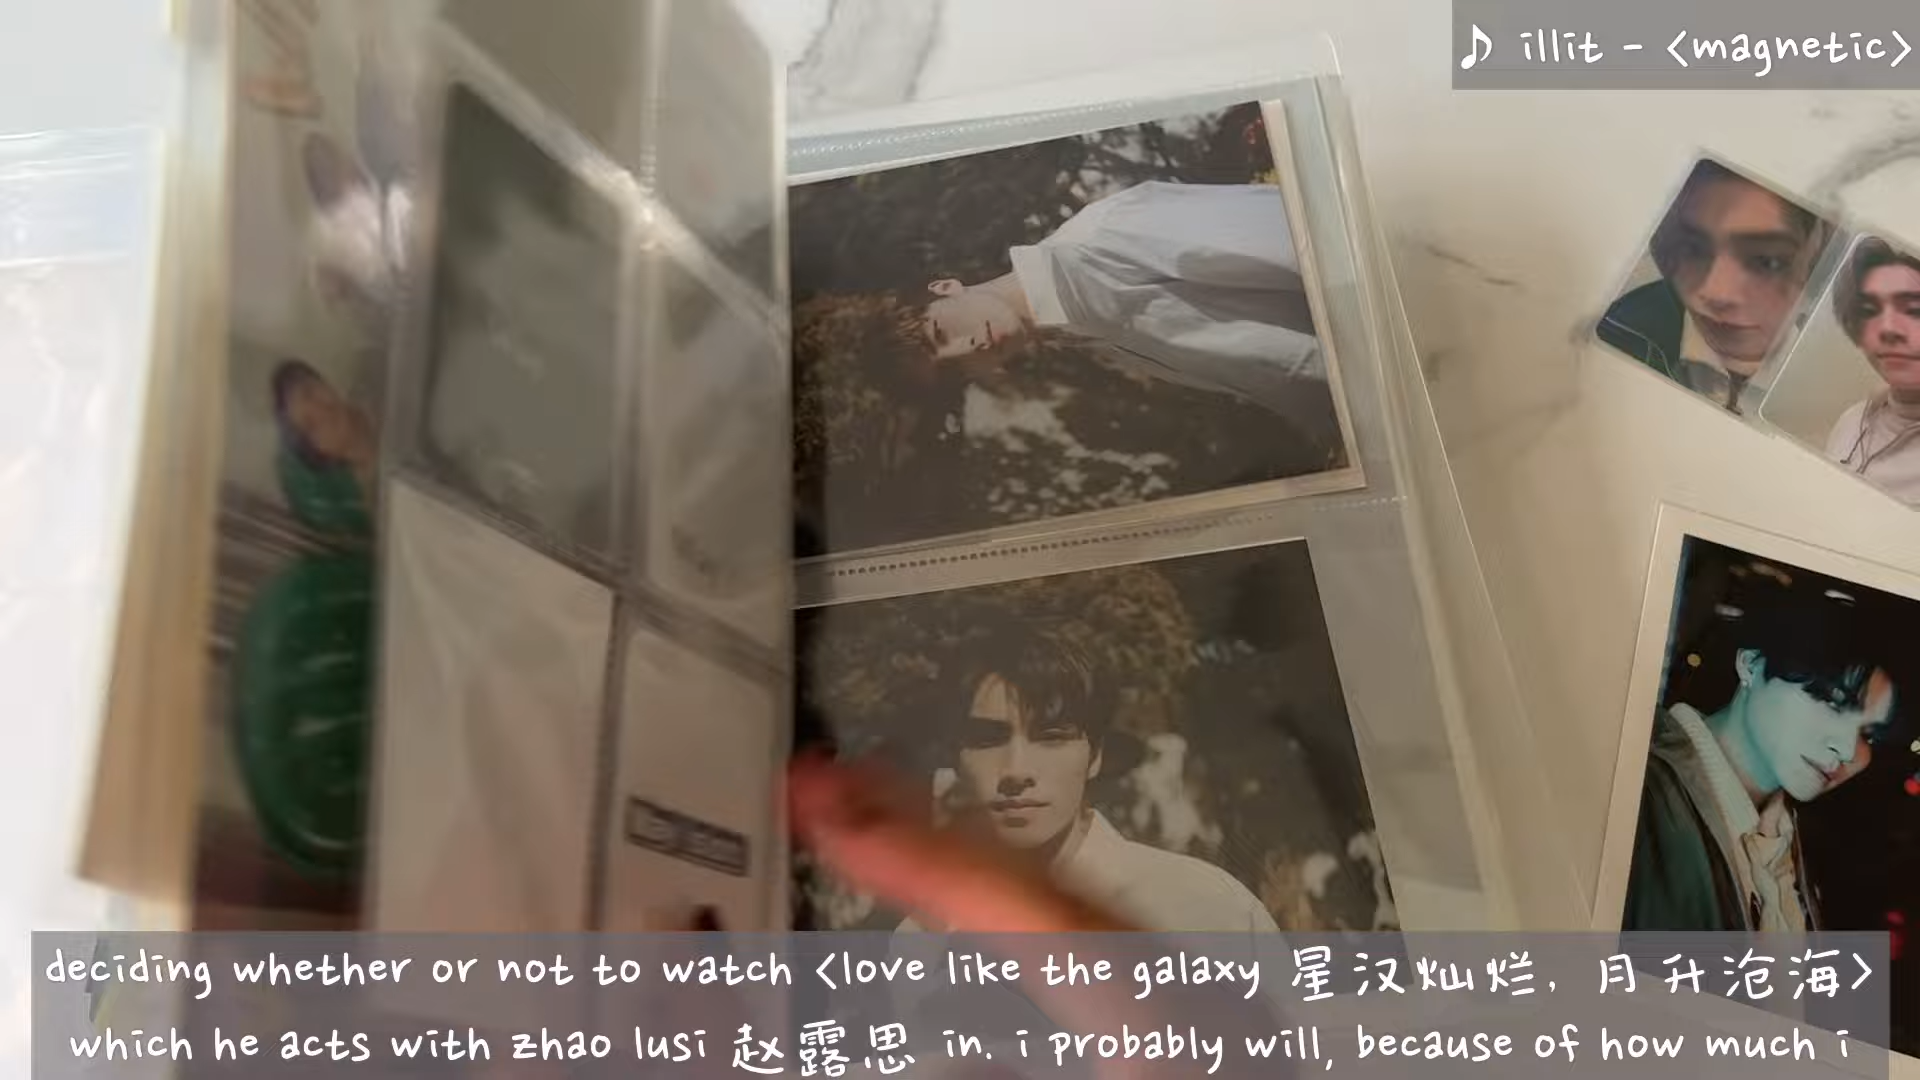 ♪ illit - <magnetic>
deciding whether or not to watch <love like the galaxy 星汉灿烂，月升沧海>
which he acts with zhao lusi 赵露思 in. i probably will, because of how much i